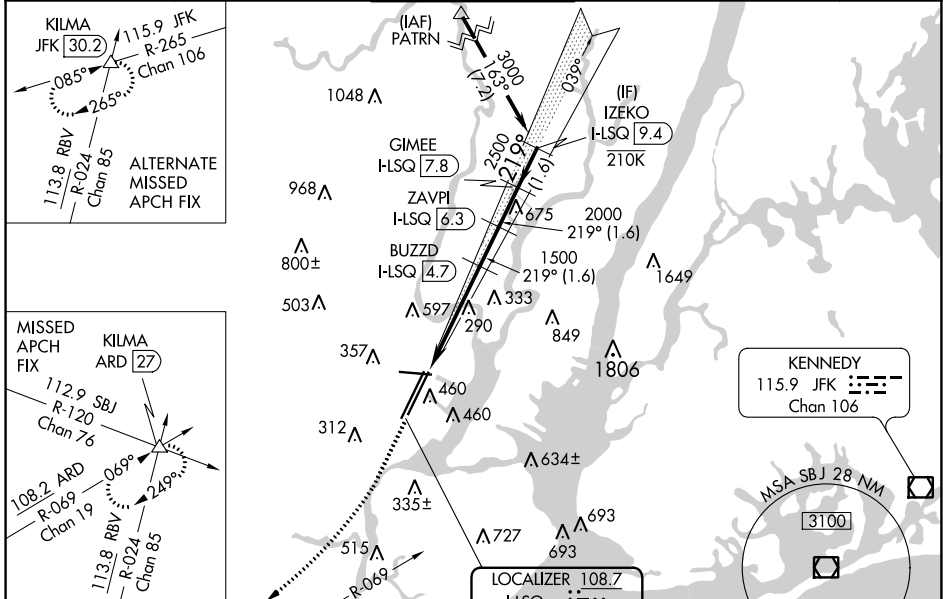 KILMA
JFK 30.2
115.9 JFK
R-265
Chan 106
085°
265°
113.8 RBV
R-024
Chan 85
ALTERNATE
MISSED
APCH FIX
(IAF)
PATRN
3000
163°
(7.2)
039°
(IF)
IZEKO
I-LSQ 9.4
210K
1048
GIMEE
I-LSQ 7.8
2500
219°
(1.6)
968
ZAVPI
I-LSQ 6.3
675
2000
219° (1.6)
800±
BUZZD
I-LSQ 4.7
1500
219° (1.6)
1649
503
597
333
290
849
357
1806
460
460
312
634±
335±
727
693
693
515
R-069
MISSED
APCH
FIX
KILMA
ARD 27
112.9 SBJ
R-120
Chan 76
108.2 ARD
R-069
Chan 19
069°
249°
113.8 RBV
R-024
Chan 85
KENNEDY
115.9 JFK
Chan 106
MSA SBJ 28 NM
3100
LOCALIZER 108.7
I-LSQ